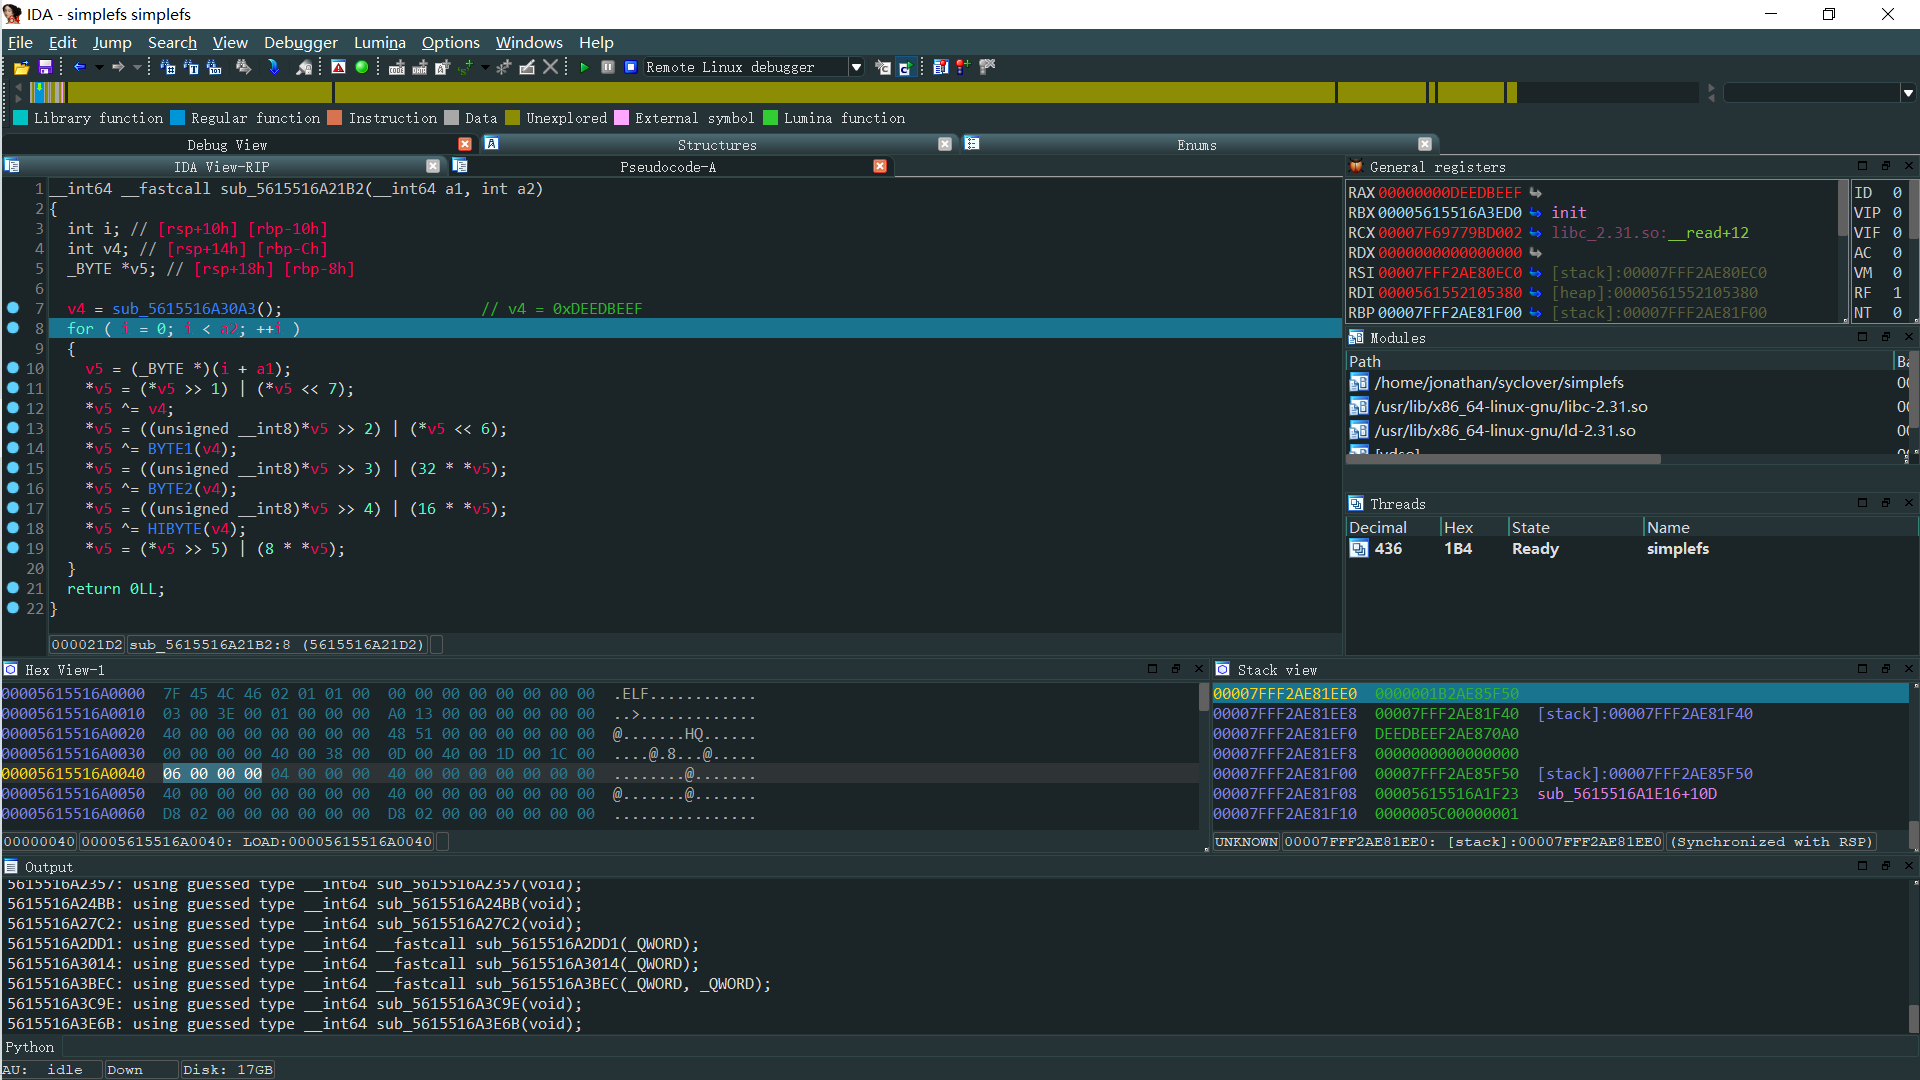 IDA - simplefs simplefs
File Edit Jump Search View Debugger Lumina Options Windows Help
Remote Linux debugger
Library function Regular function Instruction Data Unexplored External symbol Lumina function
Debug View Structures Enums
IDA View-RIP Pseudocode-A
1 __int64 __fastcall sub_5615516A21B2(__int64 a1, int a2)
2 {
3 int i; // [rsp+10h] [rbp-10h]
4 int v4; // [rsp+14h] [rbp-Ch]
5 _BYTE *v5; // [rsp+18h] [rbp-8h]
6
7 v4 = sub_5615516A30A3(); // v4 = 0xDEEDBEEF
8 for ( i = 0; i < a2; ++i )
9 {
10 v5 = (_BYTE *)(i + a1);
11 *v5 = (*v5 >> 1) | (*v5 << 7);
12 *v5 ^= v4;
13 *v5 = ((unsigned __int8)*v5 >> 2) | (*v5 << 6);
14 *v5 ^= BYTE1(v4);
15 *v5 = ((unsigned __int8)*v5 >> 3) | (32 * *v5);
16 *v5 ^= BYTE2(v4);
17 *v5 = ((unsigned __int8)*v5 >> 4) | (16 * *v5);
18 *v5 ^= HIBYTE(v4);
19 *v5 = (*v5 >> 5) | (8 * *v5);
20 }
21 return 0LL;
22 }
000021D2 sub_5615516A21B2:8 (5615516A21D2)
General registers
RAX 00000000DEEDBEEF
RBX 00005615516A3ED0 init
RCX 00007F69779BD002 libc_2.31.so:__read+12
RDX 0000000000000000
RSI 00007FFF2AE80EC0 [stack]:00007FFF2AE80EC0
RDI 0000561552105380 [heap]:0000561552105380
RBP 00007FFF2AE81F00 [stack]:00007FFF2AE81F00
ID 0
VIP 0
VIF 0
AC 0
VM 0
RF 1
NT 0
Modules
Path Ba
/home/jonathan/syclover/simplefs 00
/usr/lib/x86_64-linux-gnu/libc-2.31.so 00
/usr/lib/x86_64-linux-gnu/ld-2.31.so 00
[vdso]
Threads
Decimal Hex State Name
436 1B4 Ready simplefs
Hex View-1
00005615516A0000 7F 45 4C 46 02 01 01 00 00 00 00 00 00 00 00 00 .ELF............
00005615516A0010 03 00 3E 00 01 00 00 00 A0 13 00 00 00 00 00 00 ..>.............
00005615516A0020 40 00 00 00 00 00 00 00 48 51 00 00 00 00 00 00 @.......HQ......
00005615516A0030 00 00 00 00 40 00 38 00 0D 00 40 00 1D 00 1C 00 ....@.8...@.....
00005615516A0040 06 00 00 00 04 00 00 00 40 00 00 00 00 00 00 00 ........@.......
00005615516A0050 40 00 00 00 00 00 00 00 40 00 00 00 00 00 00 00 @.......@.......
00005615516A0060 D8 02 00 00 00 00 00 00 D8 02 00 00 00 00 00 00 ................
00000040 00005615516A0040: LOAD:00005615516A0040
Stack view
00007FFF2AE81EE0 0000001B2AE85F50
00007FFF2AE81EE8 00007FFF2AE81F40 [stack]:00007FFF2AE81F40
00007FFF2AE81EF0 DEEDBEEF2AE870A0
00007FFF2AE81EF8 0000000000000000
00007FFF2AE81F00 00007FFF2AE85F50 [stack]:00007FFF2AE85F50
00007FFF2AE81F08 00005615516A1F23 sub_5615516A1E16+10D
00007FFF2AE81F10 0000005C00000001
UNKNOWN 00007FFF2AE81EE0: [stack]:00007FFF2AE81EE0 (Synchronized with RSP)
Output
5615516A2357: using guessed type __int64 sub_5615516A2357(void);
5615516A24BB: using guessed type __int64 sub_5615516A24BB(void);
5615516A27C2: using guessed type __int64 sub_5615516A27C2(void);
5615516A2DD1: using guessed type __int64 __fastcall sub_5615516A2DD1(_QWORD);
5615516A3014: using guessed type __int64 __fastcall sub_5615516A3014(_QWORD);
5615516A3BEC: using guessed type __int64 __fastcall sub_5615516A3BEC(_QWORD, _QWORD);
5615516A3C9E: using guessed type __int64 sub_5615516A3C9E(void);
5615516A3E6B: using guessed type __int64 sub_5615516A3E6B(void);
Python
AU: idle Down Disk: 17GB